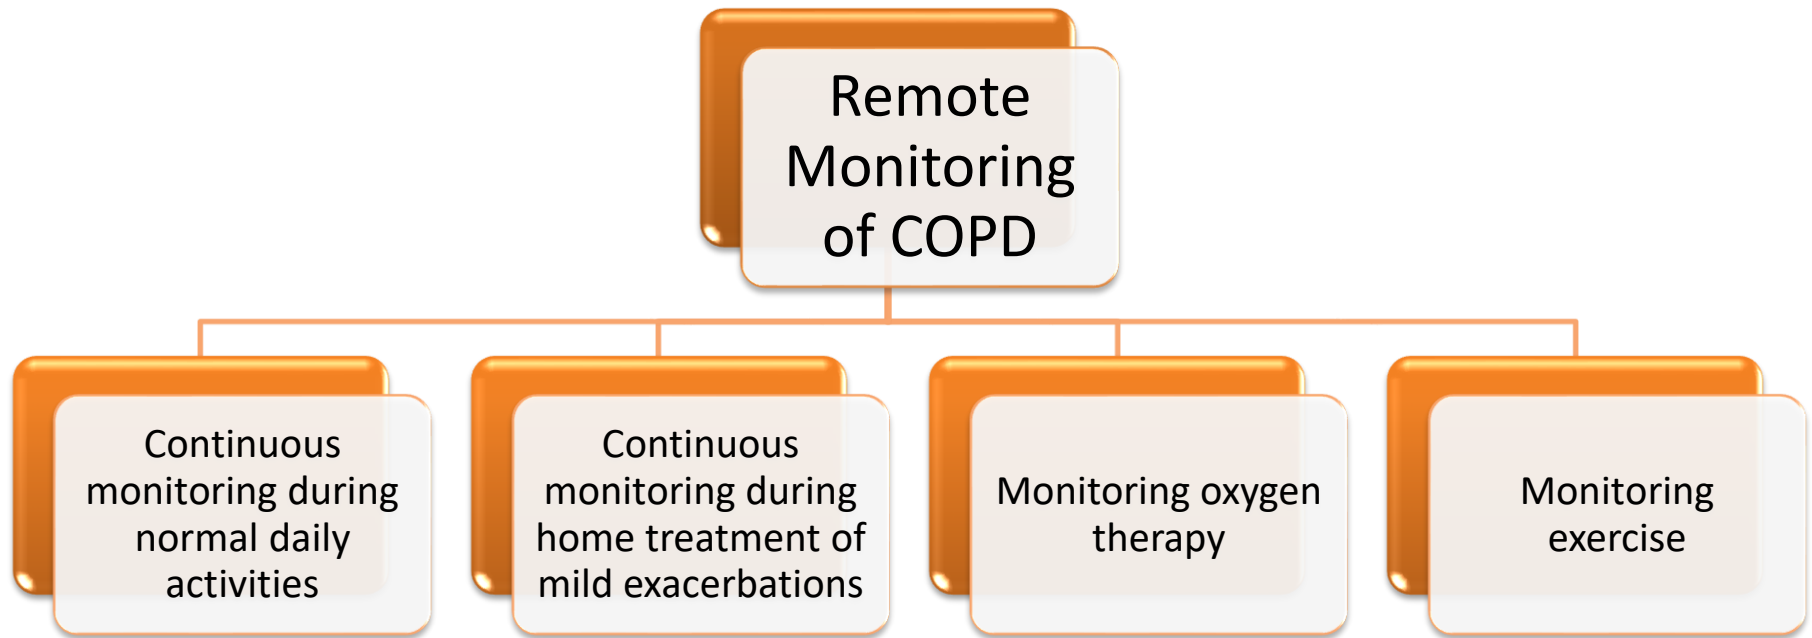 Remote
Monitoring
of COPD
Continuous
monitoring during
normal daily
activities
Continuous
monitoring during
home treatment of
mild exacerbations
Monitoring oxygen
therapy
Monitoring
exercise